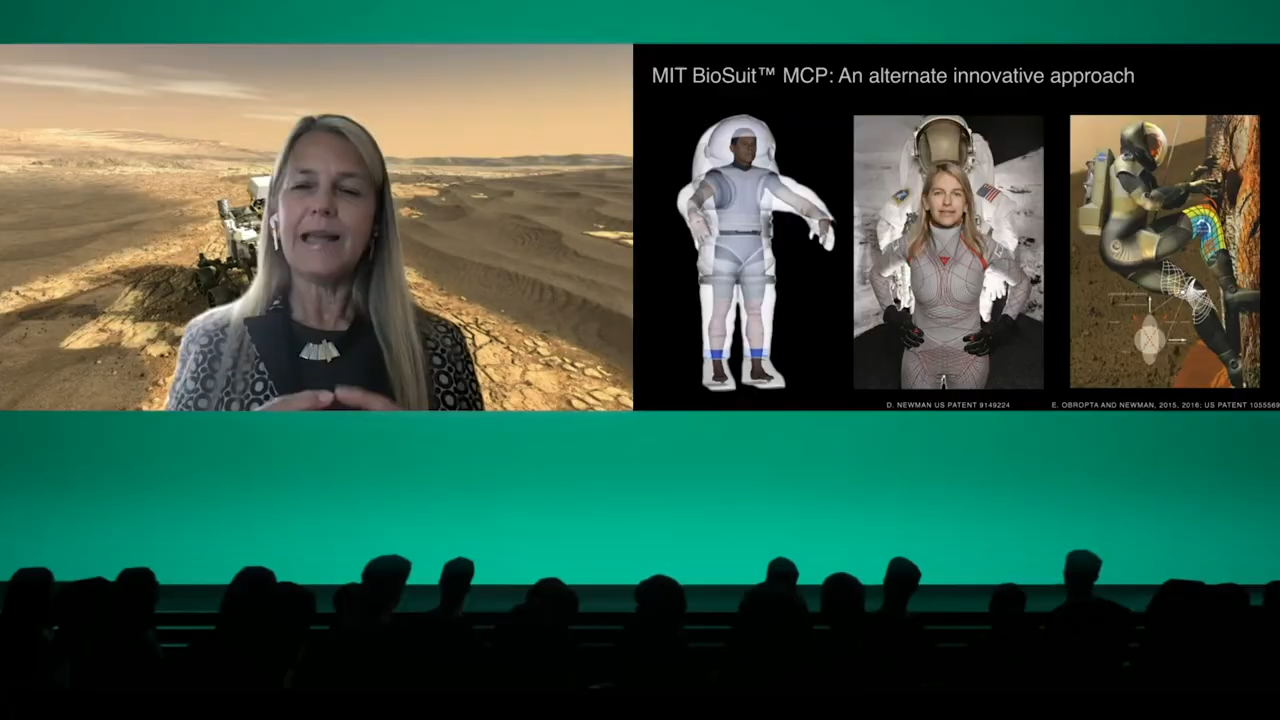 MIT BioSuit™ MCP: An alternate innovative approach
D. NEWMAN US PATENT 9149224
E. OBROPTA AND NEWMAN, 2015, 2016; US PATENT 1055569